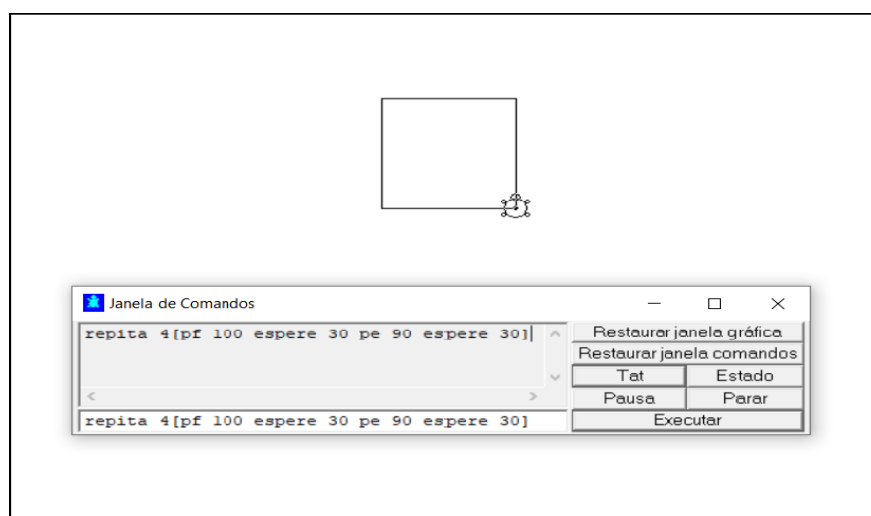 Janela de Comandos
repita 4[pf 100 espere 30 pe 90 espere 30]
Restaurar janela gráfica
Restaurar janela comandos
Tat
Estado
Pausa
Parar
repita 4[pf 100 espere 30 pe 90 espere 30]
Executar